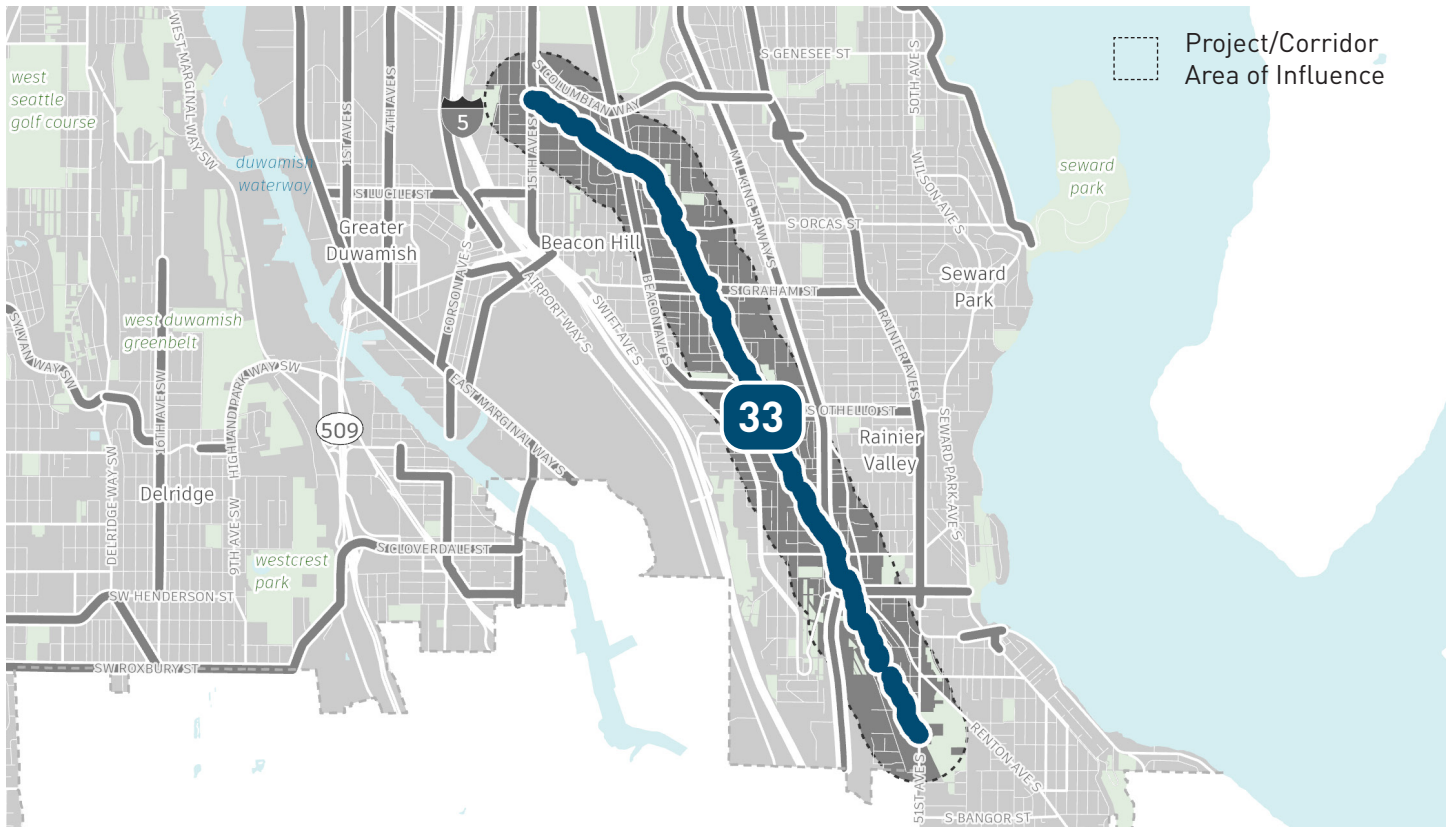 Project/Corridor
Area of Influence
WEST MARGINAL WAY SW
west
seattle
golf course
S GENESEE ST
50TH AVE S
S COLUMBIAN WAY
5
1ST AVE S
4TH AVE S
15TH AVE S
duwamish
waterway
seward
park
S LUCILE ST
Greater
Duwamish
Beacon Hill
M L KING JR WAY S
WILSON AVE S
S ORCAS ST
Seward
Park
CORSON AVE S
AIRPORT WAY S
SWIFT AVE S
BEACON AVE S
S GRAHAM ST
RAINIER AVE S
SYLVAN WAY SW
west duwamish
greenbelt
16TH AVE SW
HIGHLAND PARK WAY SW
EAST MARGINAL WAY S
509
33
S OTHELLO ST
Rainier
Valley
SEWARD PARK AVE S
Delridge
DELRIDGE WAY SW
9TH AVE SW
S CLOVERDALE ST
westcrest
park
SW HENDERSON ST
SW ROXBURY ST
RENTON AVE S
51ST AVE S
S BANGOR ST